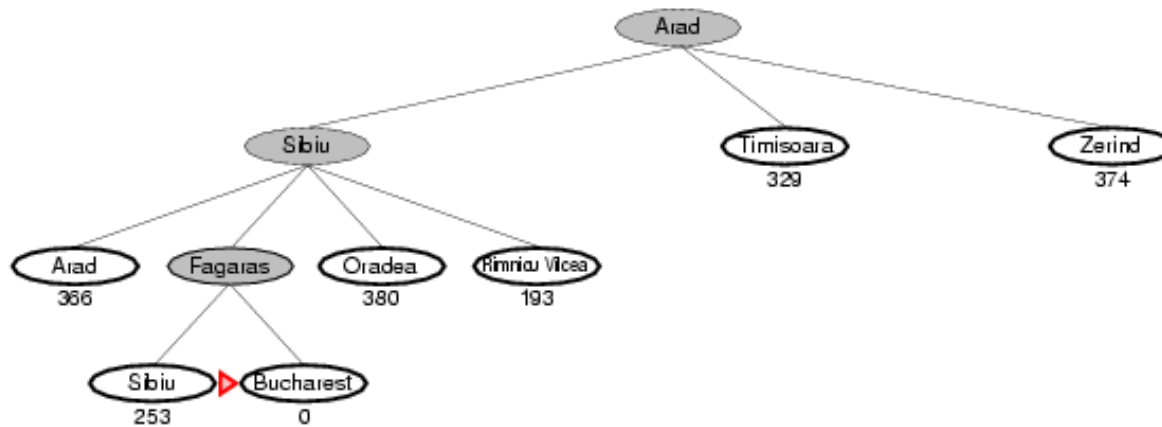 Arad
Sibiu
Timisoara
Zerind
329
374
Arad
Fagaras
Oradea
Rimnicu Vilcea
366
380
193
Sibiu
Bucharest
253
0